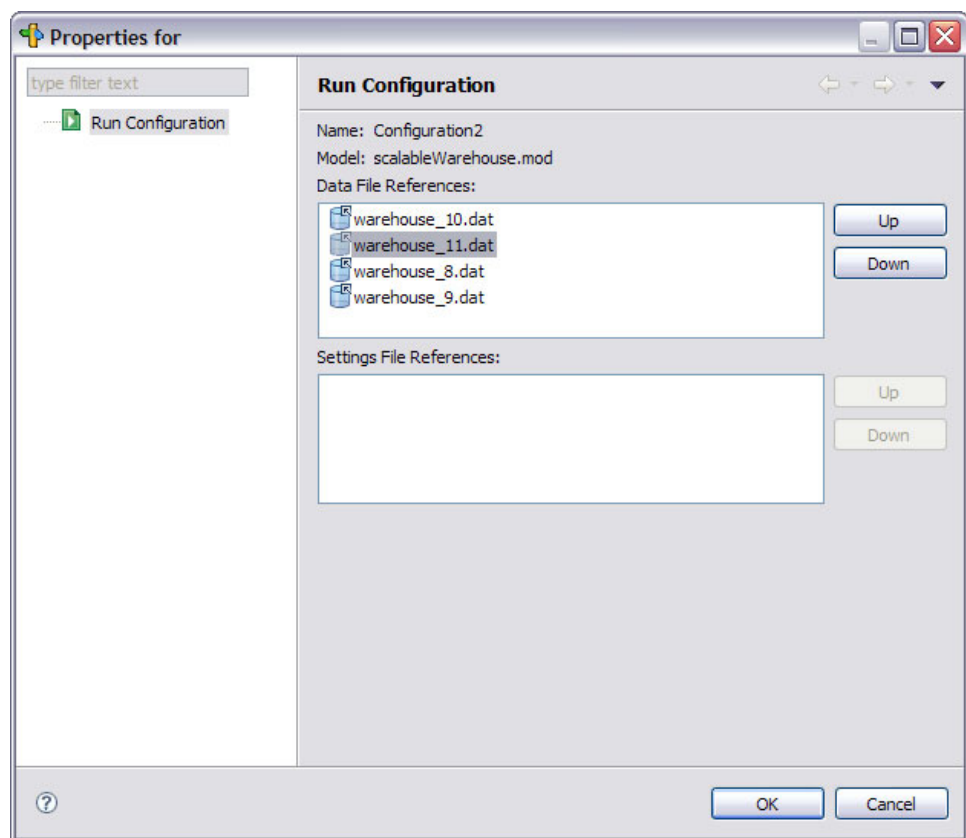 Properties for
type filter text
Run Configuration
Run Configuration
Name: Configuration2
Model: scalableWarehouse.mod
Data File References:
warehouse_10.dat
warehouse_11.dat
warehouse_8.dat
warehouse_9.dat
Up
Down
Settings File References:
Up
Down
OK
Cancel